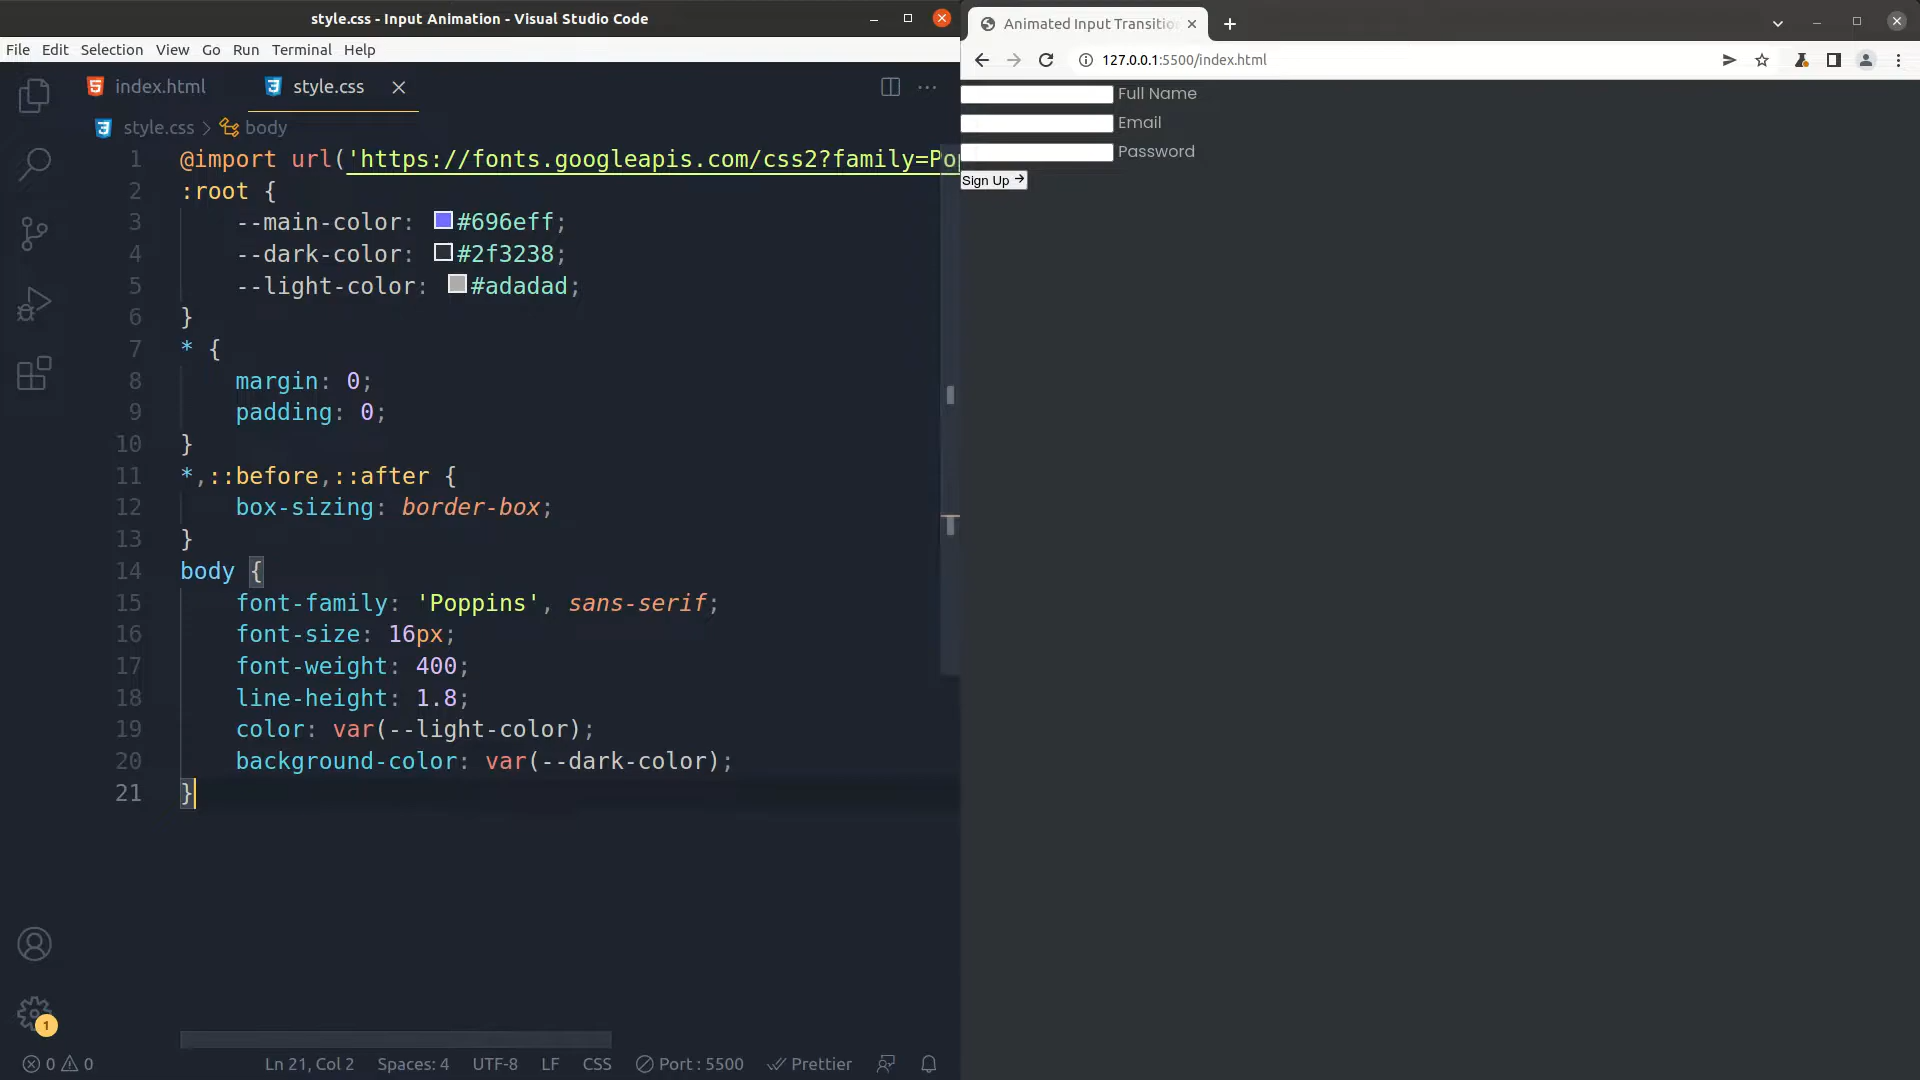 style.css - Input Animation - Visual Studio Code
File Edit Selection View Go Run Terminal Help
index.html style.css
style.css > body
1 @import url('https://fonts.googleapis.com/css2?family=Po
2 :root {
3 --main-color: #696eff;
4 --dark-color: #2f3238;
5 --light-color: #adadad;
6 }
7 * {
8 margin: 0;
9 padding: 0;
10 }
11 *,::before,::after {
12 box-sizing: border-box;
13 }
14 body {
15 font-family: 'Poppins', sans-serif;
16 font-size: 16px;
17 font-weight: 400;
18 line-height: 1.8;
19 color: var(--light-color);
20 background-color: var(--dark-color);
21 }
1
0 0 Ln 21, Col 2 Spaces: 4 UTF-8 LF CSS Port : 5500 Prettier
Animated Input Transitio
127.0.0.1:5500/index.html
Full Name
Email
Password
Sign Up →